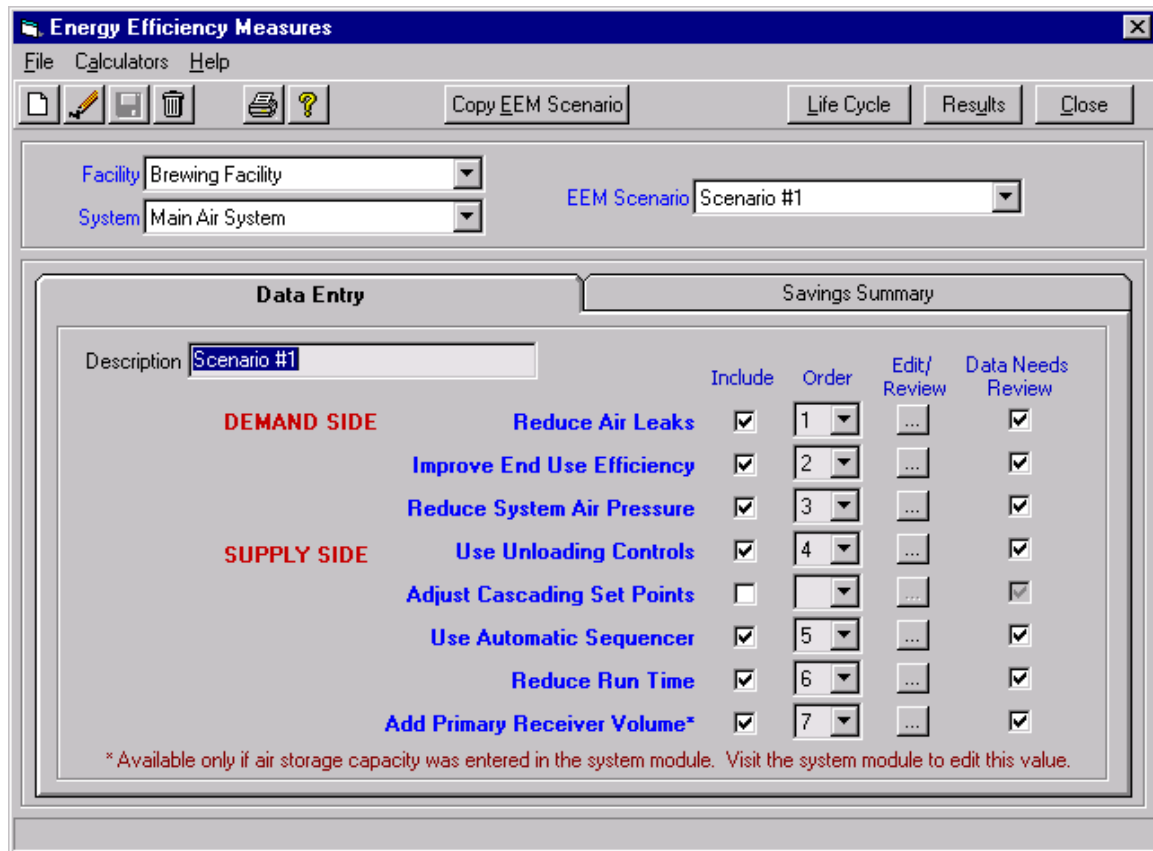 Energy Efficiency Measures
File Calculators Help
Copy EEM Scenario Life Cycle Results Close
Facility Brewing Facility
EEM Scenario Scenario #1
System Main Air System
Data Entry Savings Summary
Description Scenario #1
Include Order Edit/ Review Data Needs Review
DEMAND SIDE Reduce Air Leaks 1 ...
Improve End Use Efficiency 2 ...
Reduce System Air Pressure 3 ...
SUPPLY SIDE Use Unloading Controls 4 ...
Adjust Cascading Set Points ...
Use Automatic Sequencer 5 ...
Reduce Run Time 6 ...
Add Primary Receiver Volume* 7 ...
* Available only if air storage capacity was entered in the system module. Visit the system module to edit this value.